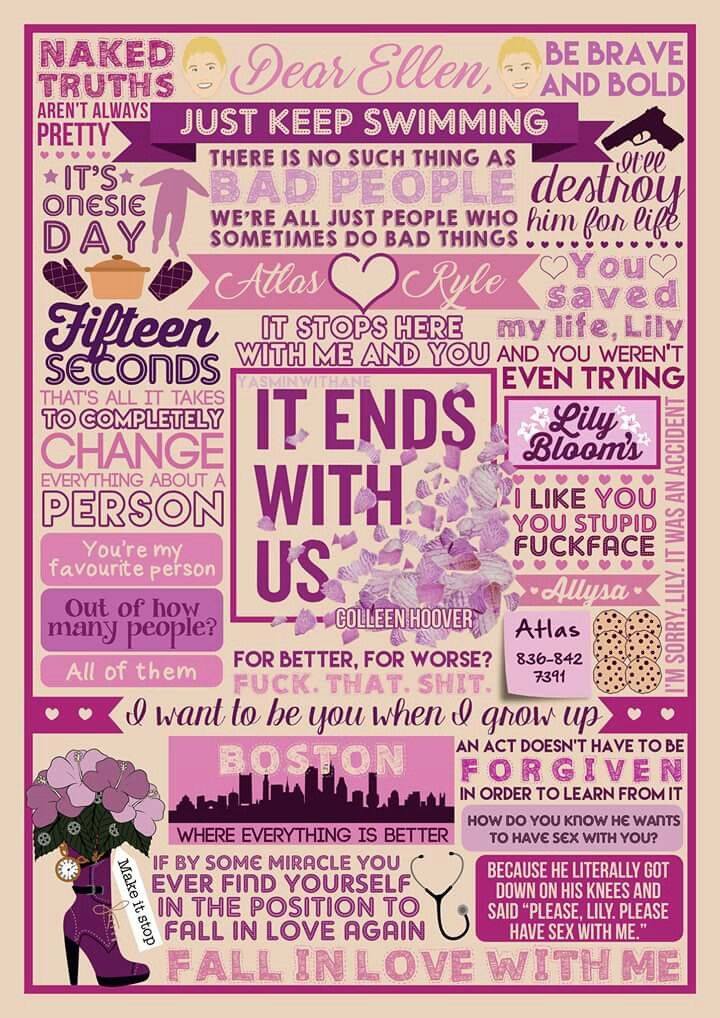 NAKED
TRUTHS
AREN'T ALWAYS
PRETTY
Dear Ellen,
BE BRAVE
AND BOLD
JUST KEEP SWIMMING
IT'S
ONESIE
DAY
THERE IS NO SUCH THING AS
BAD PEOPLE
WE'RE ALL JUST PEOPLE WHO
SOMETIMES DO BAD THINGS
It'll
destroy
him for life
Atlas
Ryle
You
saved
my life, Lily
AND YOU WEREN'T
EVEN TRYING
Fifteen
SECONDS
THAT'S ALL IT TAKES
TO COMPLETELY
CHANGE
EVERYTHING ABOUT A
PERSON
IT STOPS HERE
WITH ME AND YOU
YASMINWITHANE
IT ENDS
WITH
US
COLLEEN HOOVER
Lily
Bloom's
I LIKE YOU
YOU STUPID
FUCKFACE
Allysa
I'M SORRY, LILY. IT WAS AN ACCIDENT
You're my
favourite person
Out of how
many people?
All of them
Atlas
836-842
7391
FOR BETTER, FOR WORSE?
FUCK. THAT. SHIT.
I want to be you when I grow up
BOSTON
WHERE EVERYTHING IS BETTER
AN ACT DOESN'T HAVE TO BE
FORGIVEN
IN ORDER TO LEARN FROM IT
HOW DO YOU KNOW HE WANTS
TO HAVE SEX WITH YOU?
BECAUSE HE LITERALLY GOT
DOWN ON HIS KNEES AND
SAID "PLEASE, LILY. PLEASE
HAVE SEX WITH ME."
Make it stop
IF BY SOME MIRACLE YOU
EVER FIND YOURSELF
IN THE POSITION TO
FALL IN LOVE AGAIN
FALL IN LOVE WITH ME